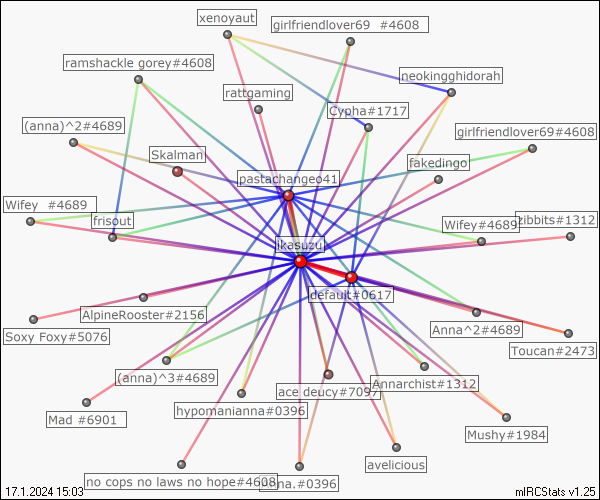 xenoyaut
girlfriendlover69 #4608
ramshackle gorey#4608
neokingghidorah
rattgaming
Cypha#1717
(anna)^2#4689
girlfriendlover69#4608
Skalman
fakedingo
pastachangeo41
Wifey #4689
frisout
Wifey#4689
zibbits#1312
ikasuzu
default#0617
AlpineRooster#2156
Soxy Foxy#5076
Anna^2#4689
Toucan#2473
(anna)^3#4689
ace deucy#7097
Annarchist#1312
hypomanianna#0396
Mad #6901
Mushy#1984
avelicious
no cops no laws no hope#4608
nna.#0396
17.1.2024 15:03
mIRCStats v1.25